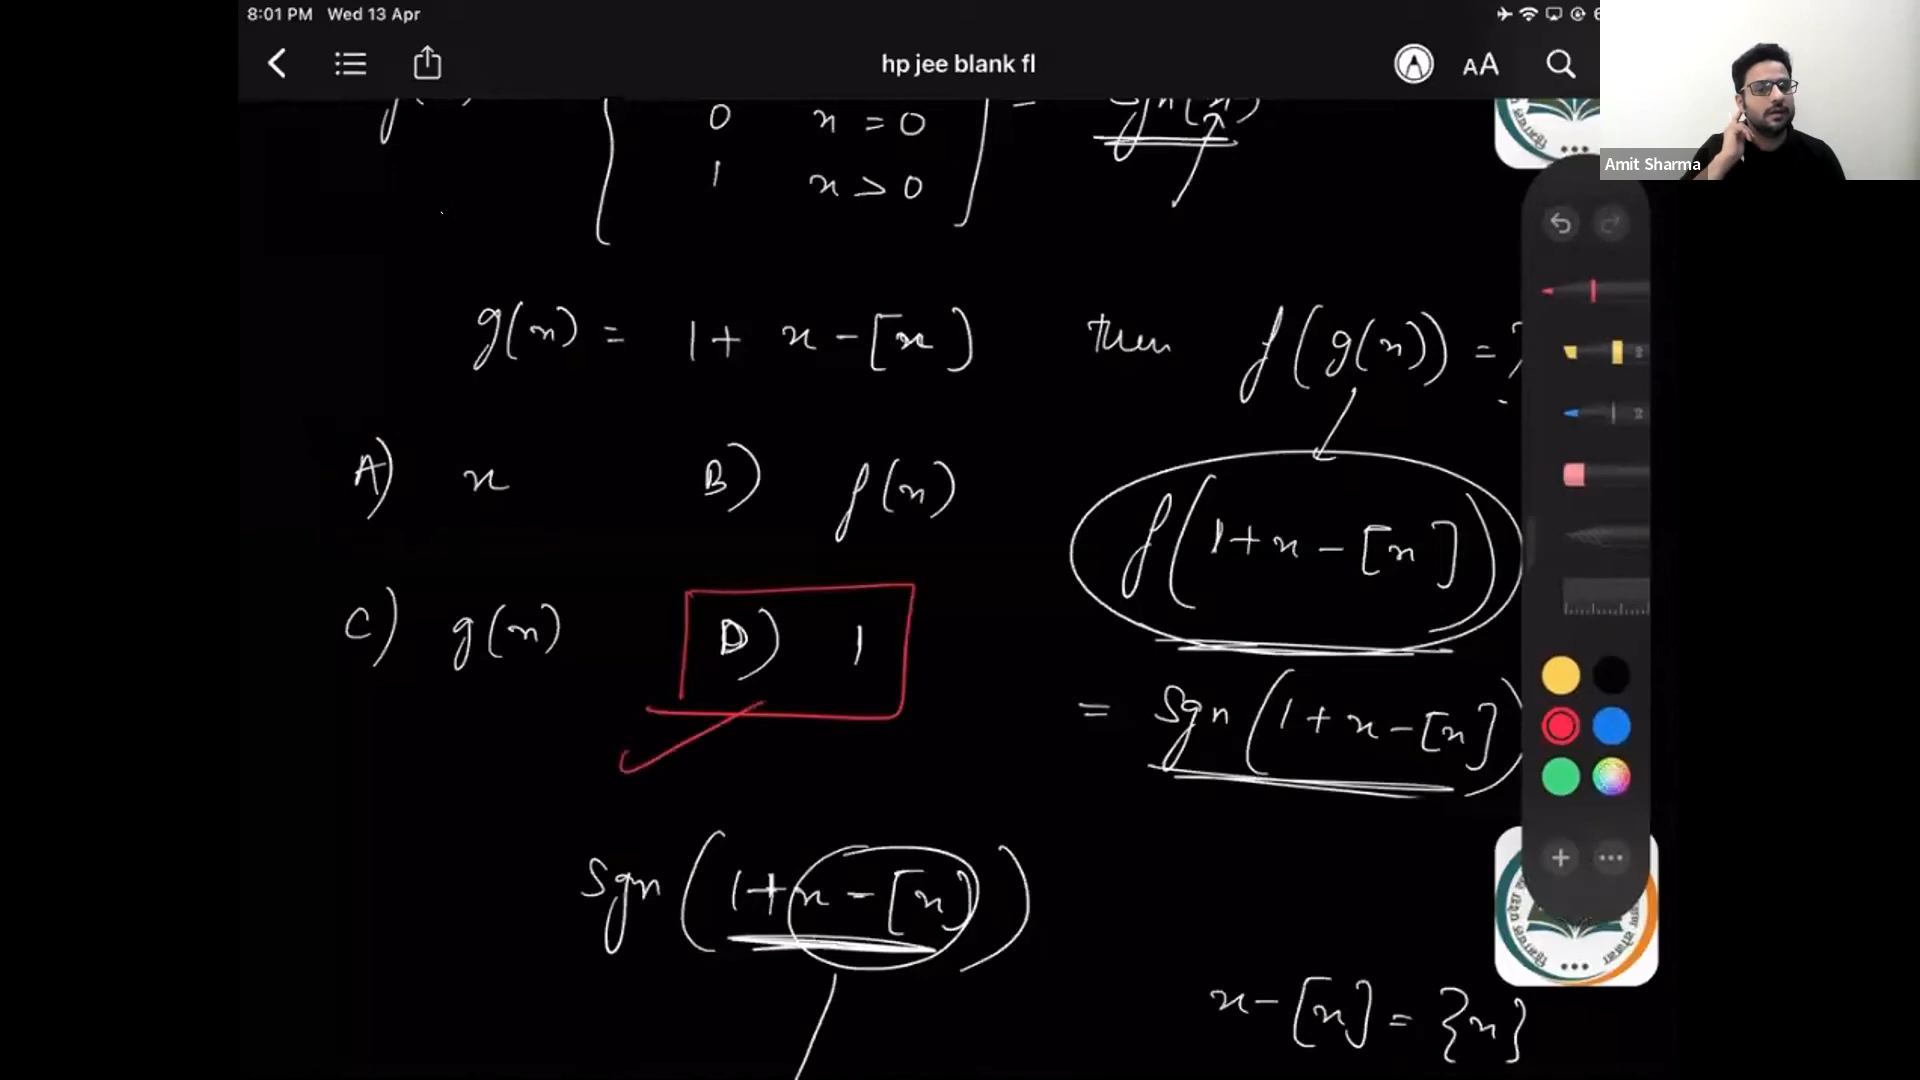 8:01 PM Wed 13 Apr
hp jee blank fl
AA
Amit Sharma
0 x = 0
= sgn(x)
1 x > 0
g(x) = 1 + x - [x] then f(g(x)) = ?
A) x B) f(x)
f(1 + x - [x])
C) g(x) D) 1
= Sgn(1 + x - [x])
Sgn(1 + x - [x])
x - [x] = {x}